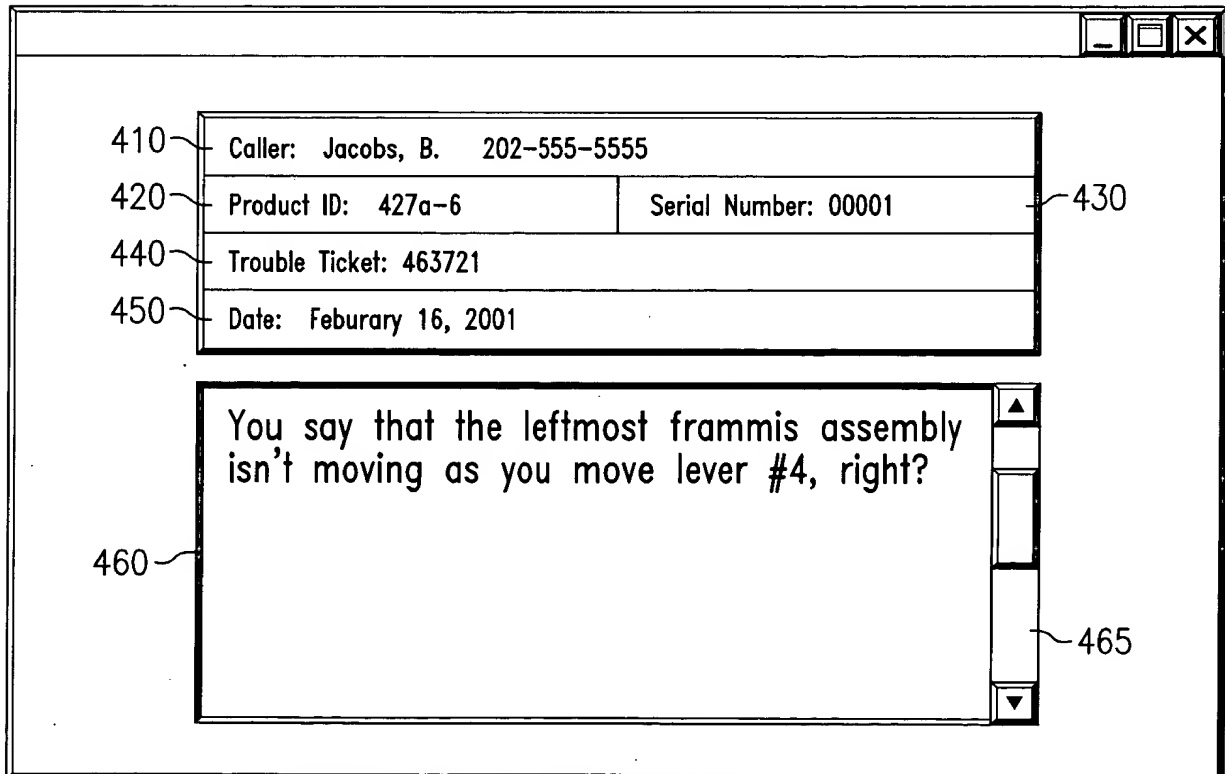 410 Caller: Jacobs, B. 202-555-5555
420 Product ID: 427a-6 Serial Number: 00001 430
440 Trouble Ticket: 463721
450 Date: Feburary 16, 2001
You say that the leftmost frammis assembly
isn't moving as you move lever #4, right?
460
465